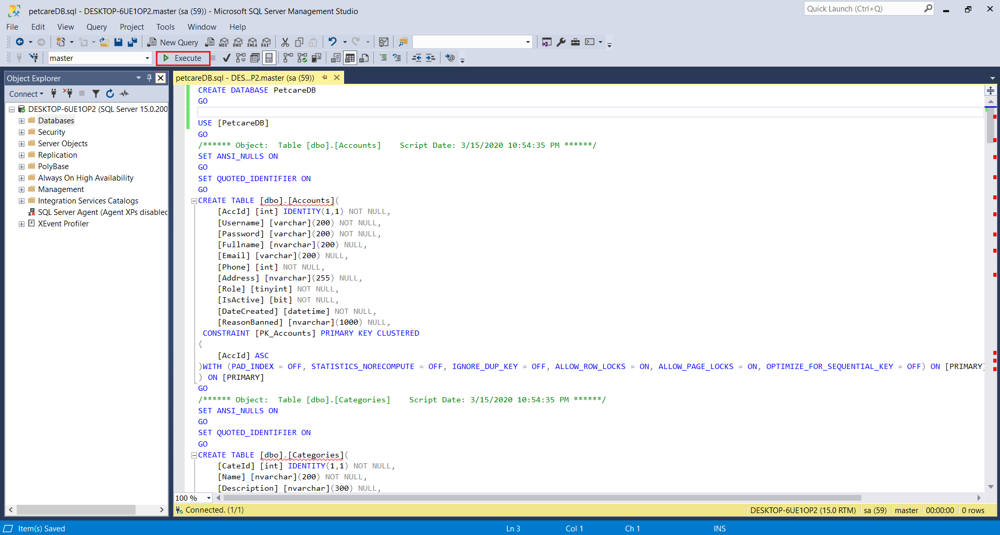 petcareDB.sql - DESKTOP-6UE1OP2.master (sa (59)) - Microsoft SQL Server Management Studio
Quick Launch (Ctrl+Q)
File Edit View Query Project Tools Window Help
New Query MDX DMX XMLA DAX
master Execute
Object Explorer
petcareDB.sql - DES...P2.master (sa (59))
Connect
DESKTOP-6UE1OP2 (SQL Server 15.0.200
Databases
Security
Server Objects
Replication
PolyBase
Always On High Availability
Management
Integration Services Catalogs
SQL Server Agent (Agent XPs disabled
XEvent Profiler
CREATE DATABASE PetcareDB
GO
USE [PetcareDB]
GO
/****** Object:  Table [dbo].[Accounts]    Script Date: 3/15/2020 10:54:35 PM ******/
SET ANSI_NULLS ON
GO
SET QUOTED_IDENTIFIER ON
GO
CREATE TABLE [dbo].[Accounts](
[AccId] [int] IDENTITY(1,1) NOT NULL,
[Username] [varchar](200) NOT NULL,
[Password] [varchar](200) NOT NULL,
[Fullname] [nvarchar](200) NULL,
[Email] [varchar](200) NULL,
[Phone] [int] NOT NULL,
[Address] [nvarchar](255) NULL,
[Role] [tinyint] NOT NULL,
[IsActive] [bit] NOT NULL,
[DateCreated] [datetime] NOT NULL,
[ReasonBanned] [nvarchar](1000) NULL,
CONSTRAINT [PK_Accounts] PRIMARY KEY CLUSTERED
(
[AccId] ASC
)WITH (PAD_INDEX = OFF, STATISTICS_NORECOMPUTE = OFF, IGNORE_DUP_KEY = OFF, ALLOW_ROW_LOCKS = ON, ALLOW_PAGE_LOCKS = ON, OPTIMIZE_FOR_SEQUENTIAL_KEY = OFF) ON [PRIMARY]
) ON [PRIMARY]
GO
/****** Object:  Table [dbo].[Categories]    Script Date: 3/15/2020 10:54:35 PM ******/
SET ANSI_NULLS ON
GO
SET QUOTED_IDENTIFIER ON
GO
CREATE TABLE [dbo].[Categories](
[CateId] [int] IDENTITY(1,1) NOT NULL,
[Name] [nvarchar](200) NOT NULL,
[Description] [nvarchar](300) NULL,
100 %
Connected. (1/1) DESKTOP-6UE1OP2 (15.0 RTM) sa (59) master 00:00:00 0 rows
Item(s) Saved Ln 3 Col 1 Ch 1 INS